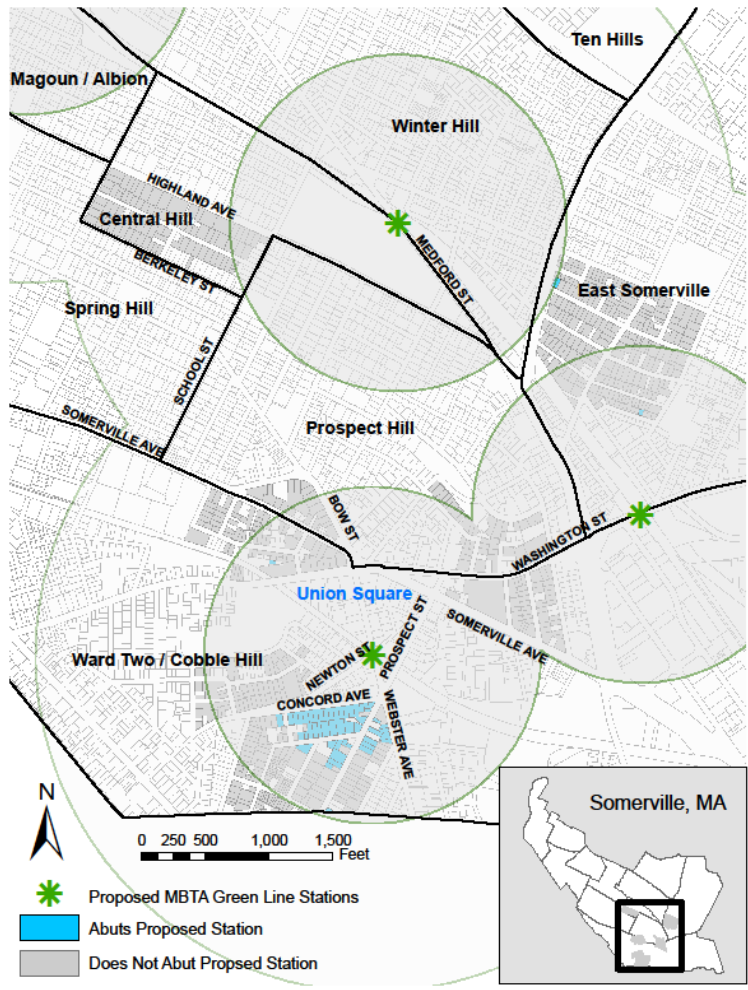 Ten Hills
Magoun / Albion
Winter Hill
HIGHLAND AVE
Central Hill
BERKELEY ST
MEDFORD ST
East Somerville
Spring Hill
SCHOOL ST
SOMERVILLE AVE
Prospect Hill
BOW ST
WASHINGTON ST
Union Square
PROSPECT ST
SOMERVILLE AVE
Ward Two / Cobble Hill
NEWTON ST
CONCORD AVE
WEBSTER AVE
N
Somerville, MA
0 250 500 1,000 1,500
Feet
Proposed MBTA Green Line Stations
Abuts Proposed Station
Does Not Abut Propsed Station